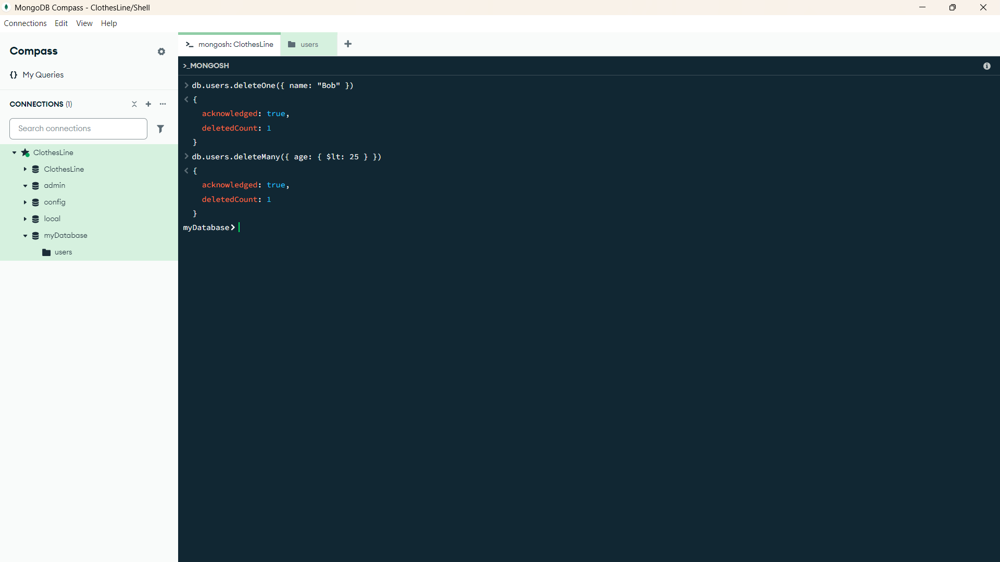 MongoDB Compass - ClothesLine/Shell
Connections Edit View Help
Compass
{} My Queries
CONNECTIONS (1)
Search connections
ClothesLine
ClothesLine
admin
config
local
myDatabase
users
>_ mongosh: ClothesLine users +
>_MONGOSH
> db.users.deleteOne({ name: "Bob" })
< {
acknowledged: true,
deletedCount: 1
}
> db.users.deleteMany({ age: { $lt: 25 } })
< {
acknowledged: true,
deletedCount: 1
}
myDatabase>